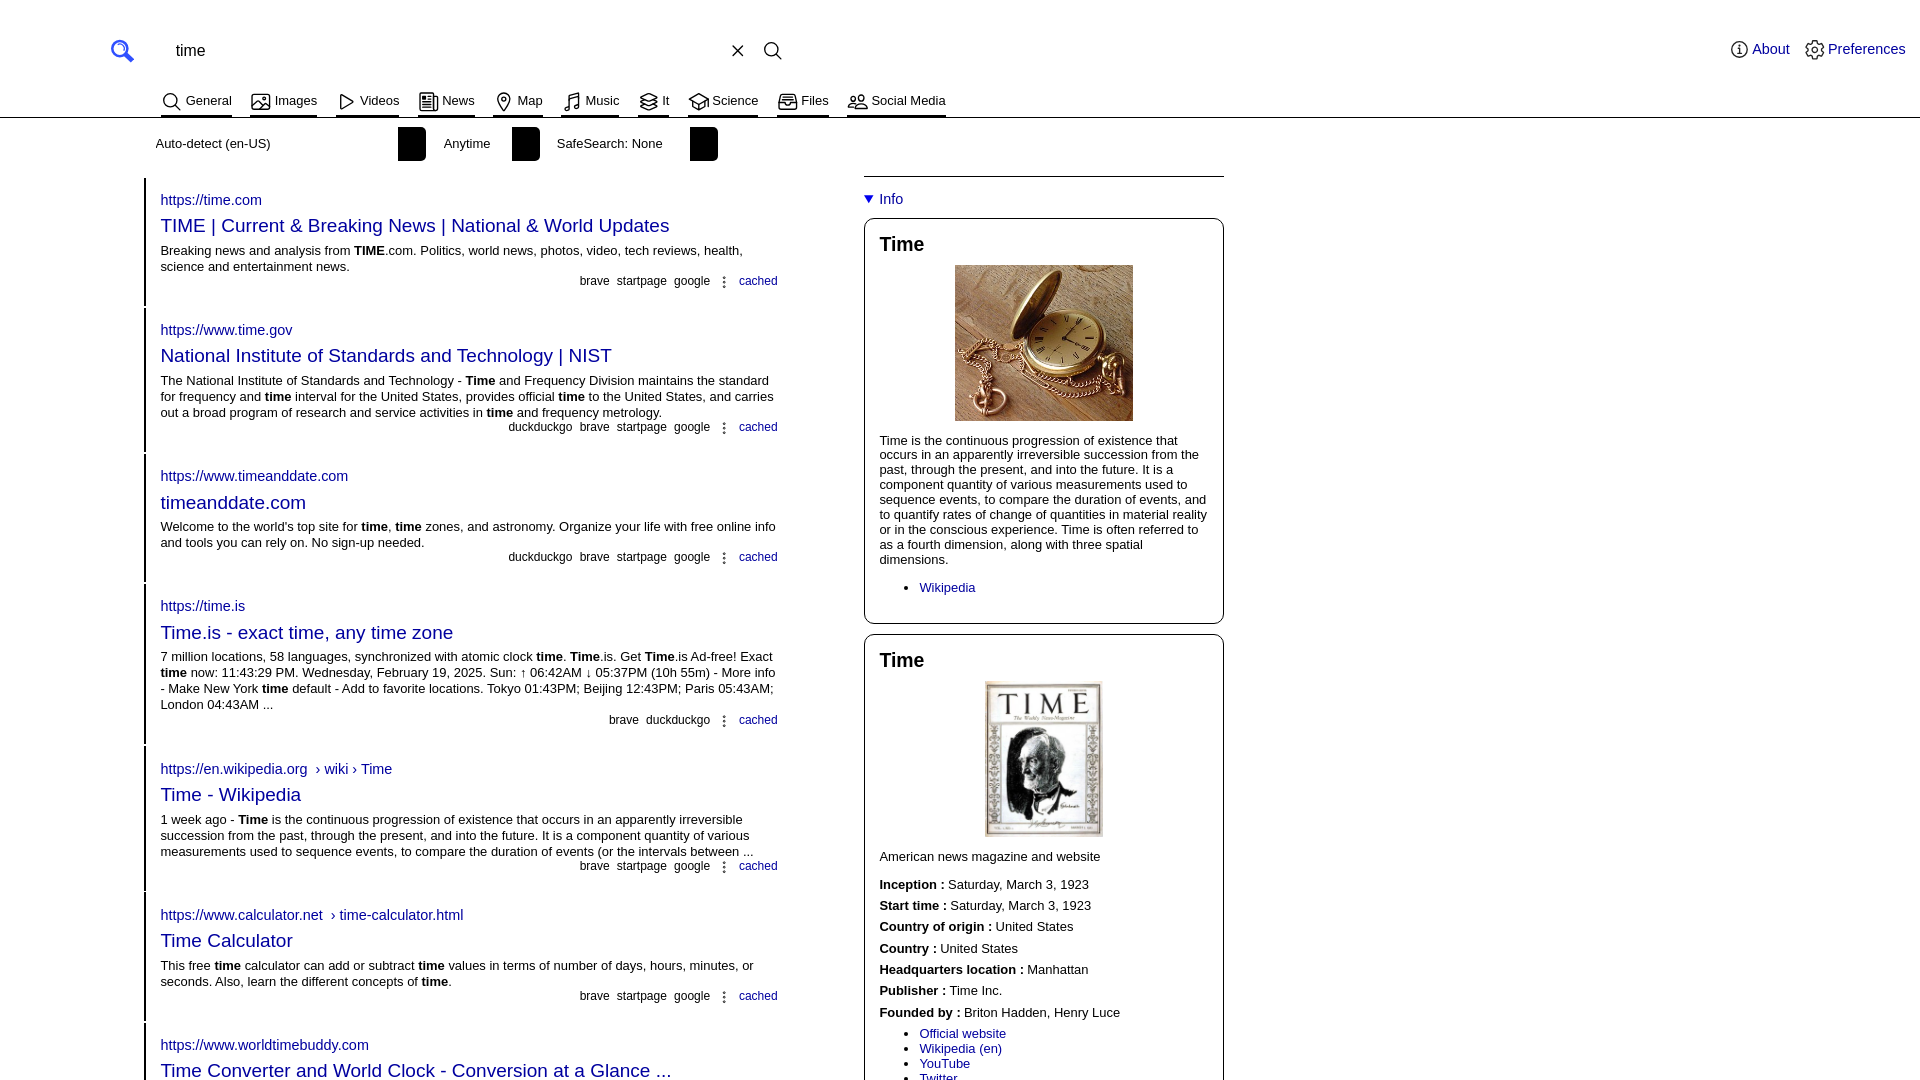 time
About
Preferences
General
Images
Videos
News
Map
Music
It
Science
Files
Social Media
Auto-detect (en-US)
Anytime
SafeSearch: None
https://time.com
TIME | Current & Breaking News | National & World Updates
Breaking news and analysis from TIME.com. Politics, world news, photos, video, tech reviews, health,
science and entertainment news.
brave startpage google cached
https://www.time.gov
National Institute of Standards and Technology | NIST
The National Institute of Standards and Technology - Time and Frequency Division maintains the standard
for frequency and time interval for the United States, provides official time to the United States, and carries
out a broad program of research and service activities in time and frequency metrology.
duckduckgo brave startpage google cached
https://www.timeanddate.com
timeanddate.com
Welcome to the world's top site for time, time zones, and astronomy. Organize your life with free online info
and tools you can rely on. No sign-up needed.
duckduckgo brave startpage google cached
https://time.is
Time.is - exact time, any time zone
7 million locations, 58 languages, synchronized with atomic clock time. Time.is. Get Time.is Ad-free! Exact
time now: 11:43:29 PM. Wednesday, February 19, 2025. Sun: ↑ 06:42AM ↓ 05:37PM (10h 55m) - More info
- Make New York time default - Add to favorite locations. Tokyo 01:43PM; Beijing 12:43PM; Paris 05:43AM;
London 04:43AM ...
brave duckduckgo cached
https://en.wikipedia.org › wiki › Time
Time - Wikipedia
1 week ago - Time is the continuous progression of existence that occurs in an apparently irreversible
succession from the past, through the present, and into the future. It is a component quantity of various
measurements used to sequence events, to compare the duration of events (or the intervals between ...
brave startpage google cached
https://www.calculator.net › time-calculator.html
Time Calculator
This free time calculator can add or subtract time values in terms of number of days, hours, minutes, or
seconds. Also, learn the different concepts of time.
brave startpage google cached
https://www.worldtimebuddy.com
Time Converter and World Clock - Conversion at a Glance ...
Info
Time
Time is the continuous progression of existence that
occurs in an apparently irreversible succession from the
past, through the present, and into the future. It is a
component quantity of various measurements used to
sequence events, to compare the duration of events, and
to quantify rates of change of quantities in material reality
or in the conscious experience. Time is often referred to
as a fourth dimension, along with three spatial
dimensions.
Wikipedia
Time
TIME
The Weekly News-Magazine
American news magazine and website
Inception : Saturday, March 3, 1923
Start time : Saturday, March 3, 1923
Country of origin : United States
Country : United States
Headquarters location : Manhattan
Publisher : Time Inc.
Founded by : Briton Hadden, Henry Luce
Official website
Wikipedia (en)
YouTube
Twitter